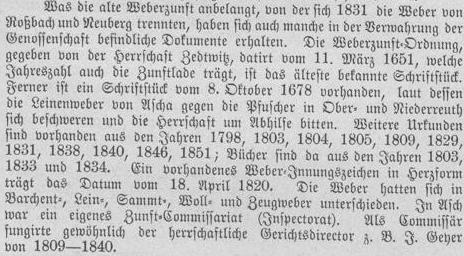 Was die alte Weberzunft anbelangt, von der sich 1831 die Weber von
Roßbach und Neuberg trennten, haben sich auch manche in der Verwahrung der
Genossenschaft befindliche Documente erhalten. Die Weberzunft-Ordnung,
gegeben von der Herrschaft Zedtwitz, datirt vom 11. März 1651, welche
Jahreszahl auch die Zunftlade trägt, ist das älteste bekannte Schriftstück.
Ferner ist ein Schriftstück vom 8. Oktober 1678 vorhanden, laut dessen
die Leinenweber von Ascha gegen die Pfuscher in Ober- und Niederreuth
sich beschweren und die Herrschaft um Abhilfe bitten. Weitere Urkunden
sind vorhanden aus den Jahren 1798, 1803, 1804, 1805, 1809, 1829,
1831, 1838, 1840, 1846, 1851; Bücher sind da aus den Jahren 1803,
1833 und 1834. Ein vorhandenes Weber-Innungszeichen in Herzform
trägt das Datum vom 18. April 1820. Die Weber hatten sich in
Barchent-, Lein-, Sammt-, Woll- und Zeugweber unterschieden. In Asch
war ein eigenes Zunft-Commissariat (Inspectorat). Als Commissär
fungirte gewöhnlich der herrschaftliche Gerichtsdirector z. B. J. Geyer
von 1809—1840.